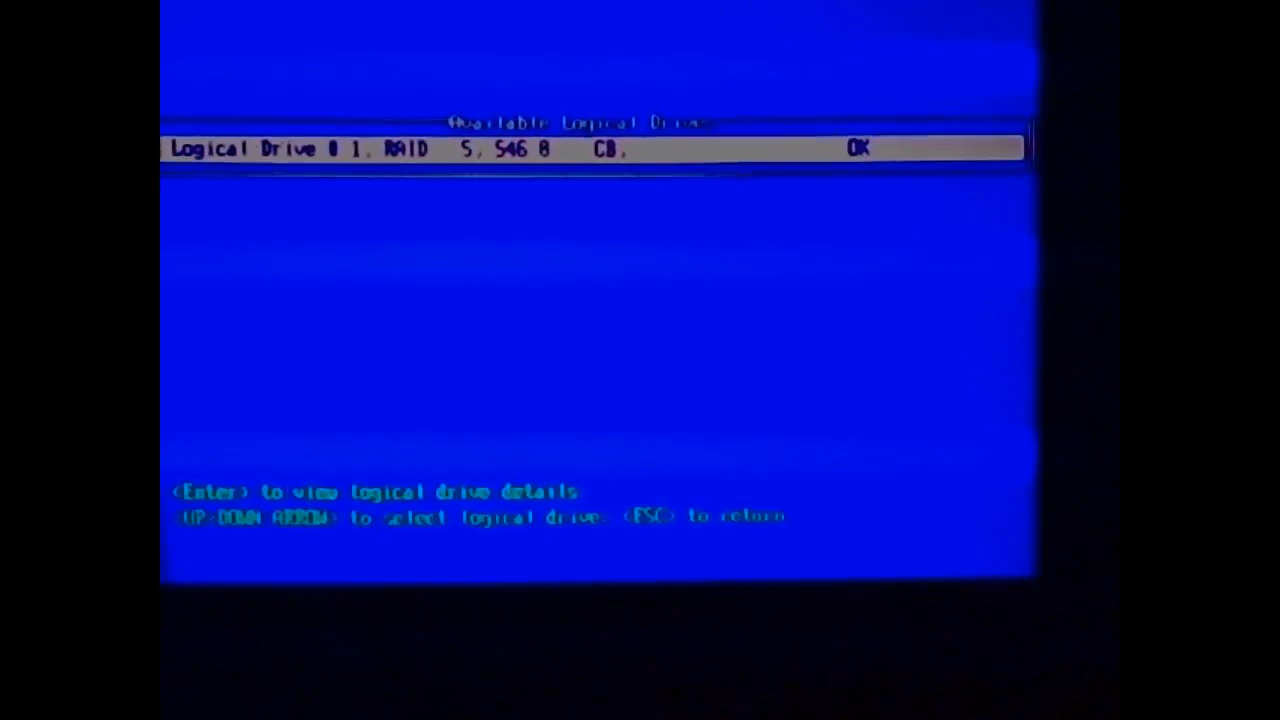 Available Logical Drives
Logical Drive # 1, RAID 5, 546.8 GB, OK
<Enter> to view logical drive details
<UP/DOWN ARROW> to select logical drive; <ESC> to return